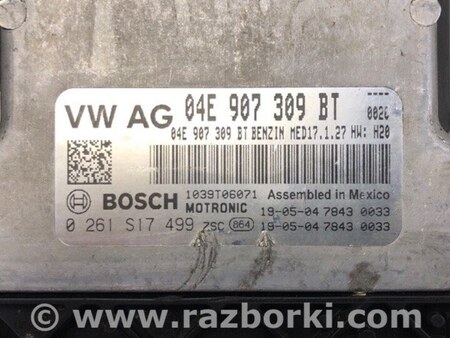 VW AG 04E 907 309 BT
04E 907 309 BT BENZIN MED17.1.27 HW: H20
BOSCH 1039T06071 Assembled in Mexico
MOTRONIC 19-05-04 7843 0033
0 261 S17 499 ZSC 864 19-05-04 7843 0033
www.razborki.com